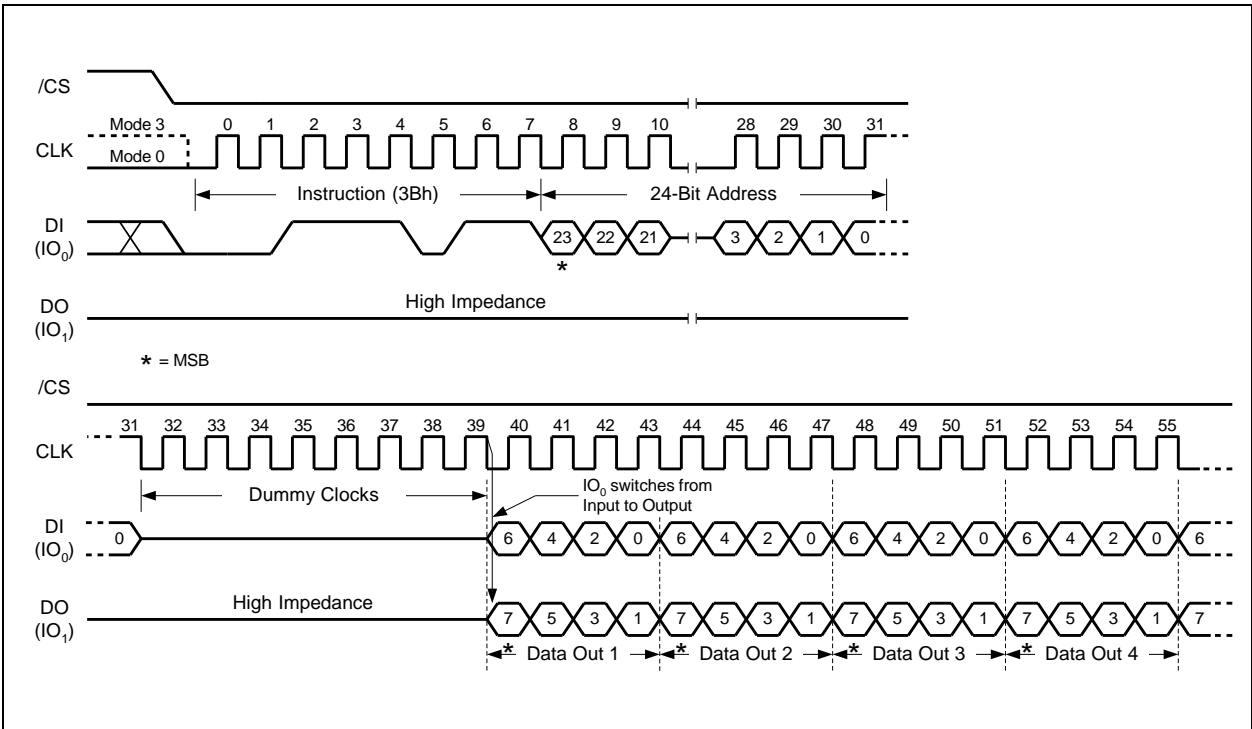 /CS
Mode 3 0 1 2 3 4 5 6 7 8 9 10 28 29 30 31
CLK
Mode 0
Instruction (3Bh) 24-Bit Address
DI
(IO₀)
23 22 21 3 2 1 0
*
High Impedance
DO
(IO₁)
* = MSB
/CS
31 32 33 34 35 36 37 38 39 40 41 42 43 44 45 46 47 48 49 50 51 52 53 54 55
CLK
Dummy Clocks
IO₀ switches from
Input to Output
DI
(IO₀)
0 6 4 2 0 6 4 2 0 6 4 2 0 6 4 2 0 6
High Impedance
DO
(IO₁)
7 5 3 1 7 5 3 1 7 5 3 1 7 5 3 1 7
* Data Out 1 * Data Out 2 * Data Out 3 * Data Out 4